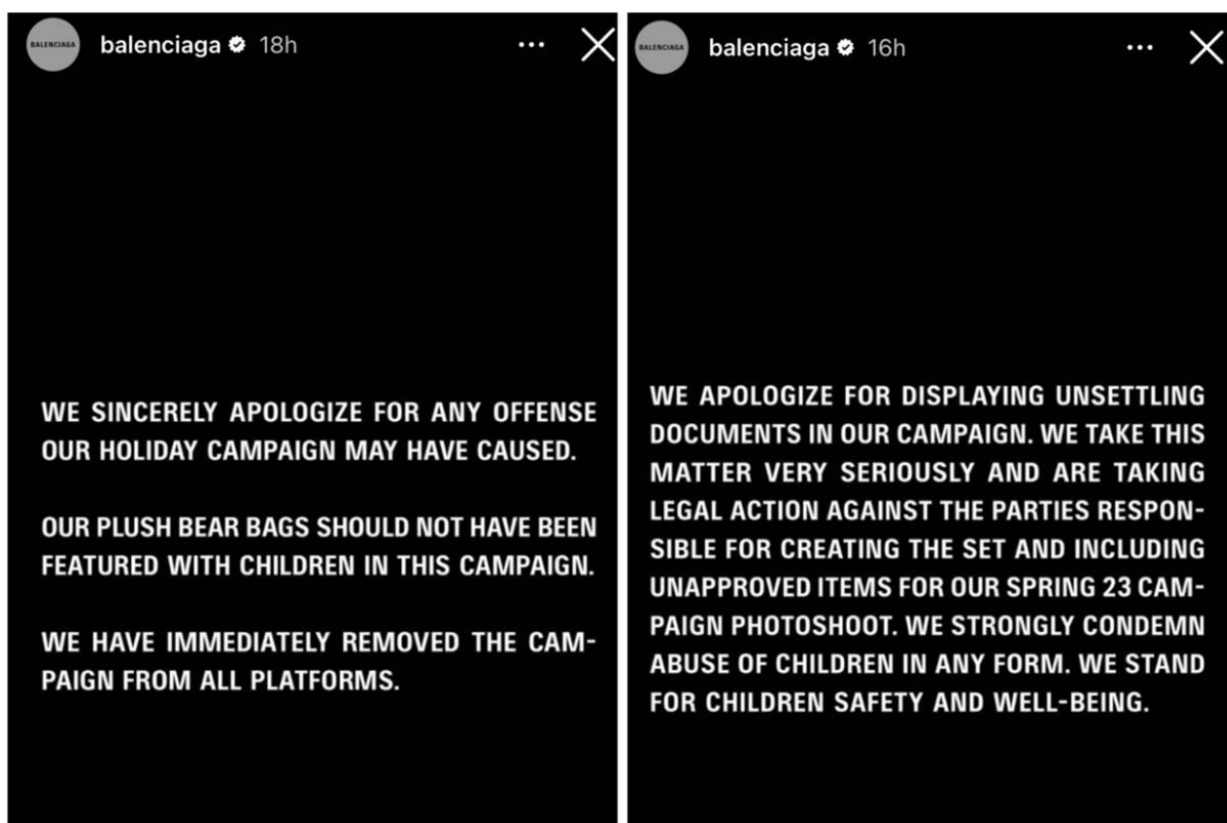 BALENCIAGA
balenciaga 18h
WE SINCERELY APOLOGIZE FOR ANY OFFENSE
OUR HOLIDAY CAMPAIGN MAY HAVE CAUSED.
OUR PLUSH BEAR BAGS SHOULD NOT HAVE BEEN
FEATURED WITH CHILDREN IN THIS CAMPAIGN.
WE HAVE IMMEDIATELY REMOVED THE CAM-
PAIGN FROM ALL PLATFORMS.
BALENCIAGA
balenciaga 16h
WE APOLOGIZE FOR DISPLAYING UNSETTLING
DOCUMENTS IN OUR CAMPAIGN. WE TAKE THIS
MATTER VERY SERIOUSLY AND ARE TAKING
LEGAL ACTION AGAINST THE PARTIES RESPON-
SIBLE FOR CREATING THE SET AND INCLUDING
UNAPPROVED ITEMS FOR OUR SPRING 23 CAM-
PAIGN PHOTOSHOOT. WE STRONGLY CONDEMN
ABUSE OF CHILDREN IN ANY FORM. WE STAND
FOR CHILDREN SAFETY AND WELL-BEING.